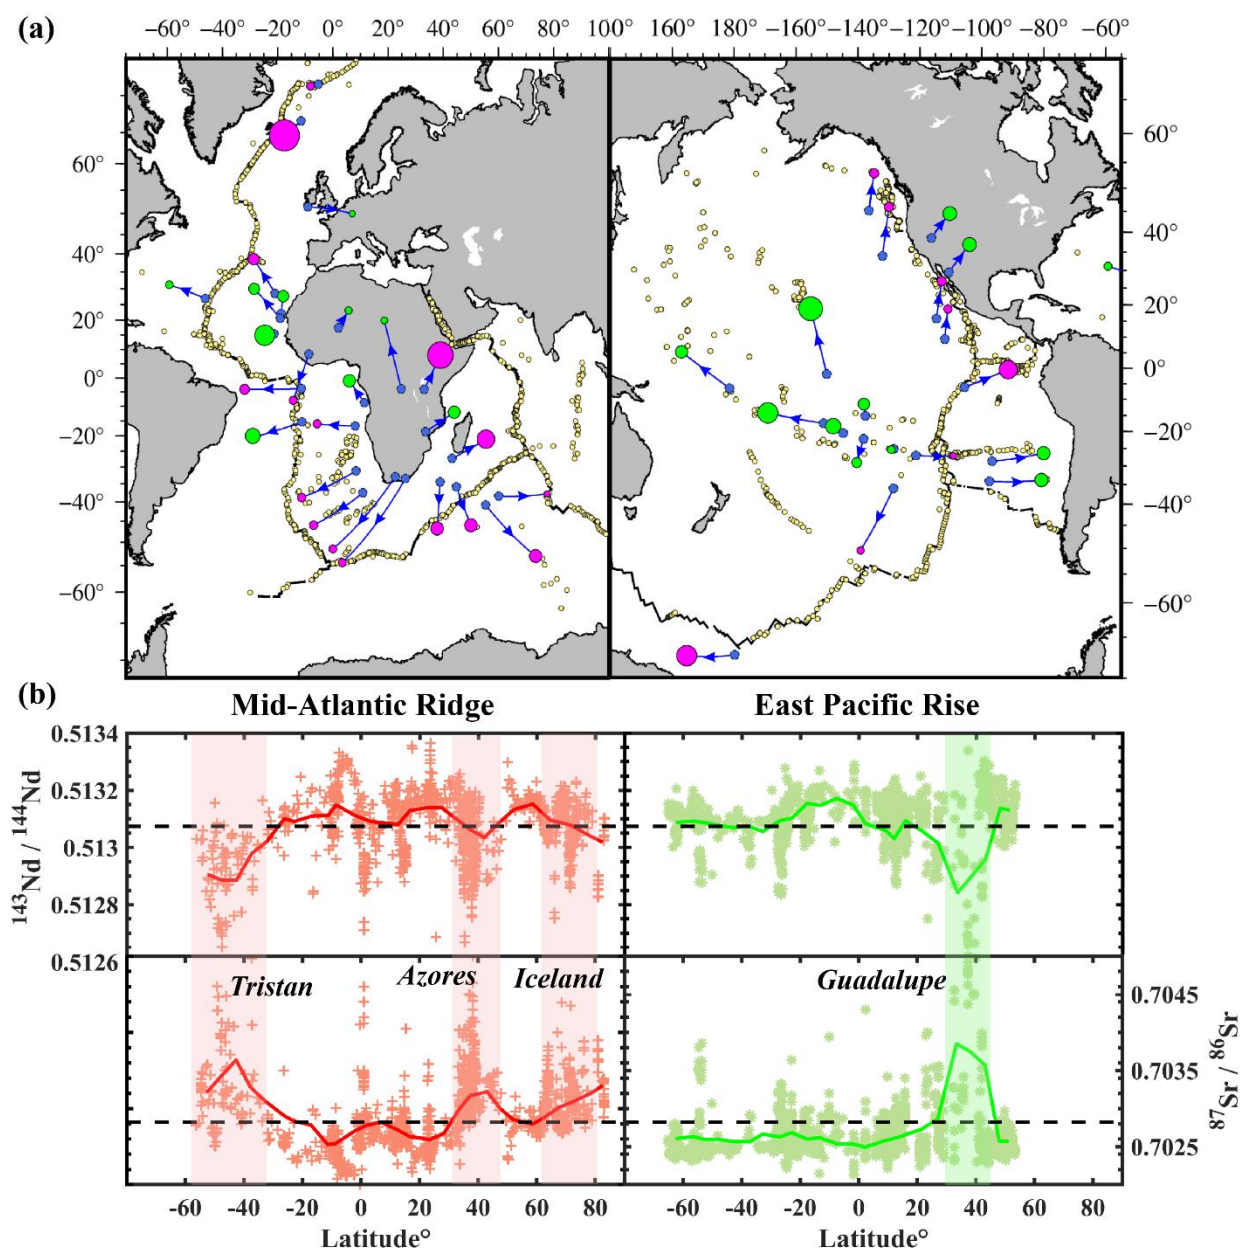 (a)
−60° −40° −20° 0° 20° 40° 60° 80° 100
160° −160° −140° −120° −100° −80° −60°
60°
40°
20°
0°
−20°
−40°
−60°
60°
40°
20°
0°
−20°
−40°
−60°
(b)
Mid-Atlantic Ridge
East Pacific Rise
143Nd / 144Nd
0.5134
0.5132
0.513
0.5128
0.5126
Tristan
Azores
Iceland
Guadalupe
0.7045
0.7035
0.7025
87Sr / 86Sr
-60 -40 -20 0 20 40 60 80
-60 -40 -20 0 20 40 60 80
Latitude°
Latitude°